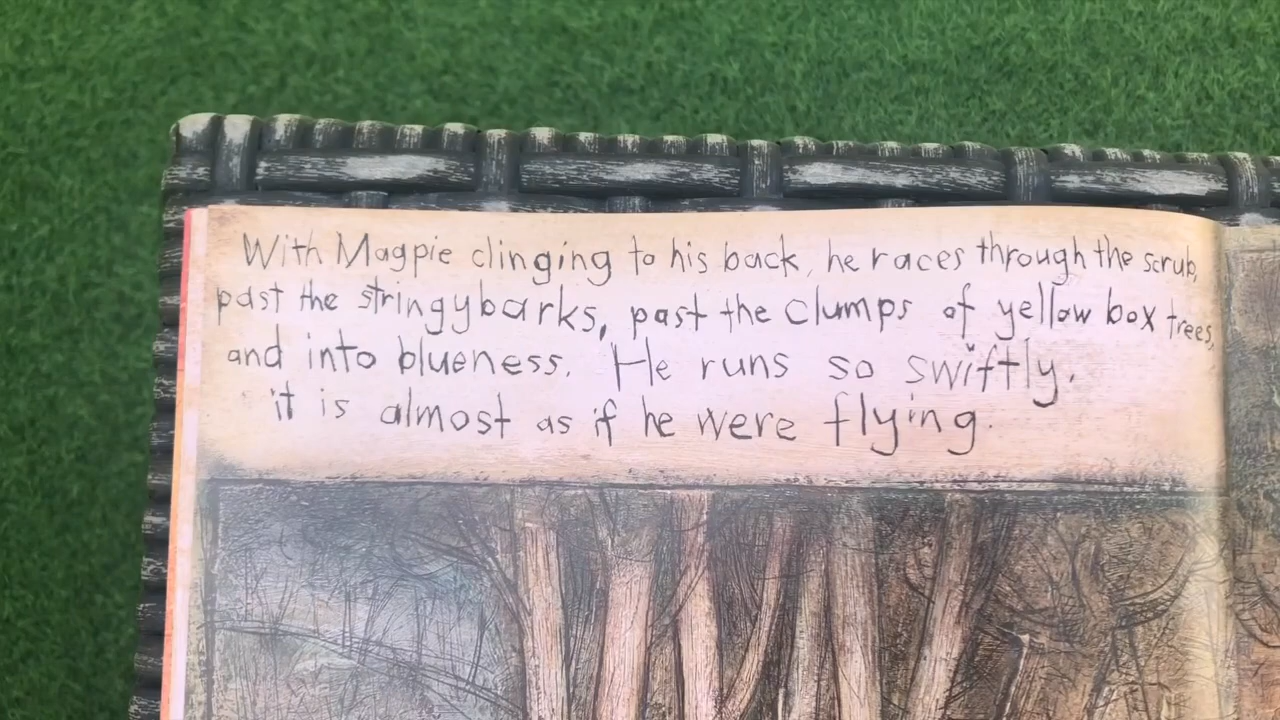 With Magpie clinging to his back, he races through the scrub,
past the stringybarks, past the clumps of yellow box trees,
and into blueness. He runs so swiftly,
it is almost as if he were flying.